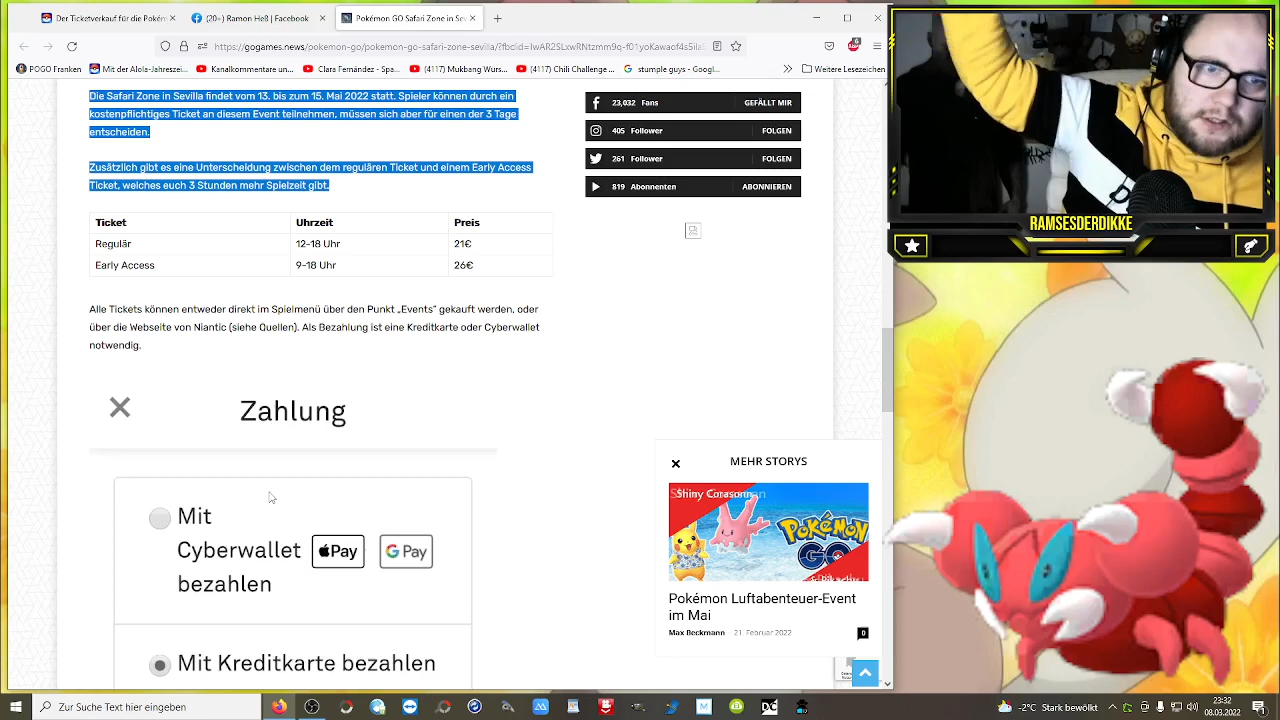 Der Ticketverkauf für die
(20+) Facebook
Pokémon GO Safari Zone in Sev
https://gogames.news/pokemon-go/pokemon-go-safari-zone-sevilla/?fbclid=
6
POGO Franken
Mit der Alola-Jahreszei…
Kanalkommentare un…
Clara Fernández - Spa…
(4117) Mukbang Wurs…
(4117) Chili Challenge …
stumple guys - Googl…
Weitere Lesezeichen
Die Safari Zone in Sevilla findet vom 13. bis zum 15. Mai 2022 statt. Spieler können durch ein
kostenpflichtiges Ticket an diesem Event teilnehmen, müssen sich aber für einen der 3 Tage
entscheiden.
Zusätzlich gibt es eine Unterscheidung zwischen dem regulären Ticket und einem Early Access
Ticket, welches euch 3 Stunden mehr Spielzeit gibt.
Ticket Uhrzeit Preis
Regulär 12-18 Uhr 21€
Early Access 9-18 Uhr 26€
Alle Tickets können entweder direkt im Spielmenü über den Punkt „Events“ gekauft werden, oder
über die Webseite von Niantic (siehe Quellen). Als Bezahlung ist eine Kreditkarte oder Cyberwallet
notwendig.
Zahlung
Mit
Cyberwallet Pay G Pay
bezahlen
Mit Kreditkarte bezahlen
23,032 Fans GEFÄLLT MIR
405 Follower FOLGEN
261 Follower FOLGEN
819 Abonnenten ABONNIEREN
MEHR STORYS
Shiny Corasonn
POKÉMON
GO
Pokémon Luftabenteuer-Event
im Mai
Max Beckmann - 21. Februar 2022 0
RAMSESDERDIKKE
Zur Suche Text hier eingeben
-2°C
23:32
08.03.2022